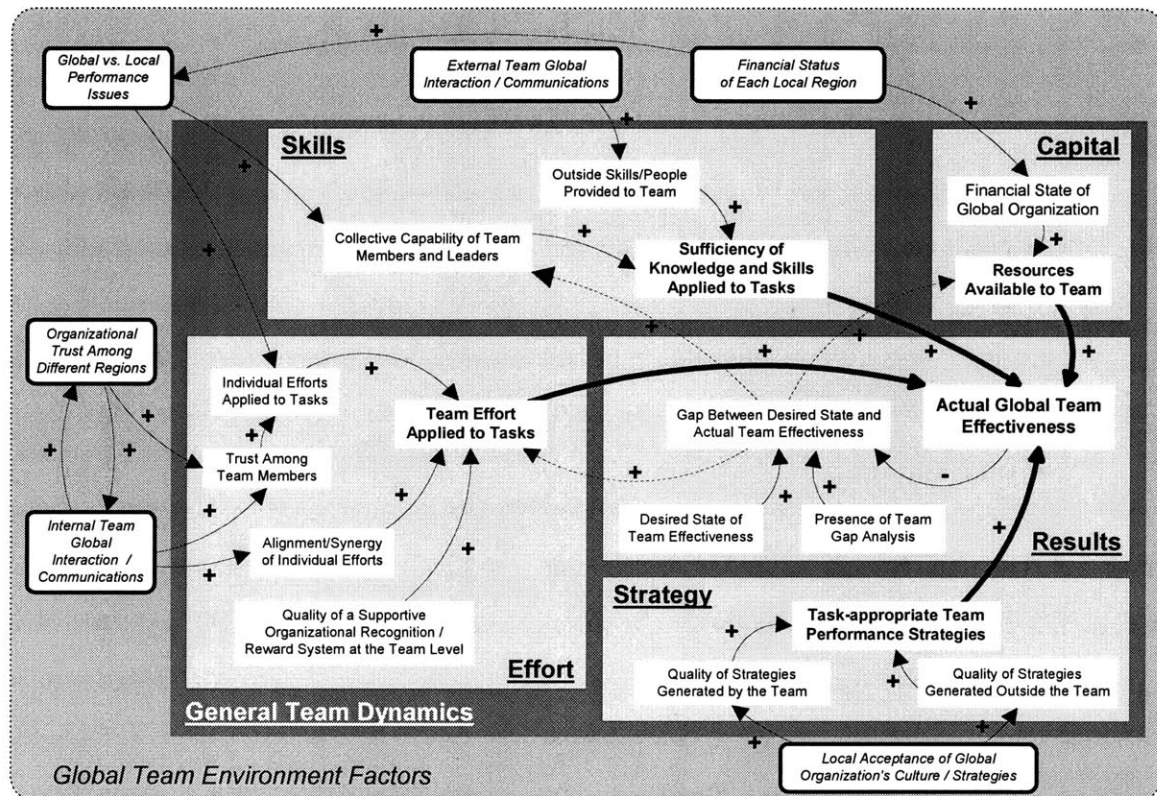 Global vs. Local
Performance
Issues
External Team Global
Interaction / Communications
Financial Status
of Each Local Region
+
+
+
Skills
Capital
+
Outside Skills/People
Provided to Team
Financial State of
Global Organization
+
+
+
Collective Capability of Team
Members and Leaders
+
Sufficiency of
Knowledge and Skills
Applied to Tasks
Resources
Available to Team
Organizational
Trust Among
Different Regions
+
+
+
+
+
+
Individual Efforts
Applied to Tasks
Team Effort
Applied to Tasks
Gap Between Desired State and
Actual Team Effectiveness
Actual Global Team
Effectiveness
+
+
+
+
Trust Among
Team Members
+
+
-
+
+
+
Internal Team
Global
Interaction /
Communications
+
Alignment/Synergy
of Individual Efforts
+
Desired State of
Team Effectiveness
Presence of Team
Gap Analysis
+
Results
Strategy
Quality of a Supportive
Organizational Recognition /
Reward System at the Team Level
Task-appropriate Team
Performance Strategies
+
Effort
Quality of Strategies
Generated by the Team
+
Quality of Strategies
Generated Outside the Team
General Team Dynamics
+
+
Local Acceptance of Global
Organization's Culture / Strategies
Global Team Environment Factors